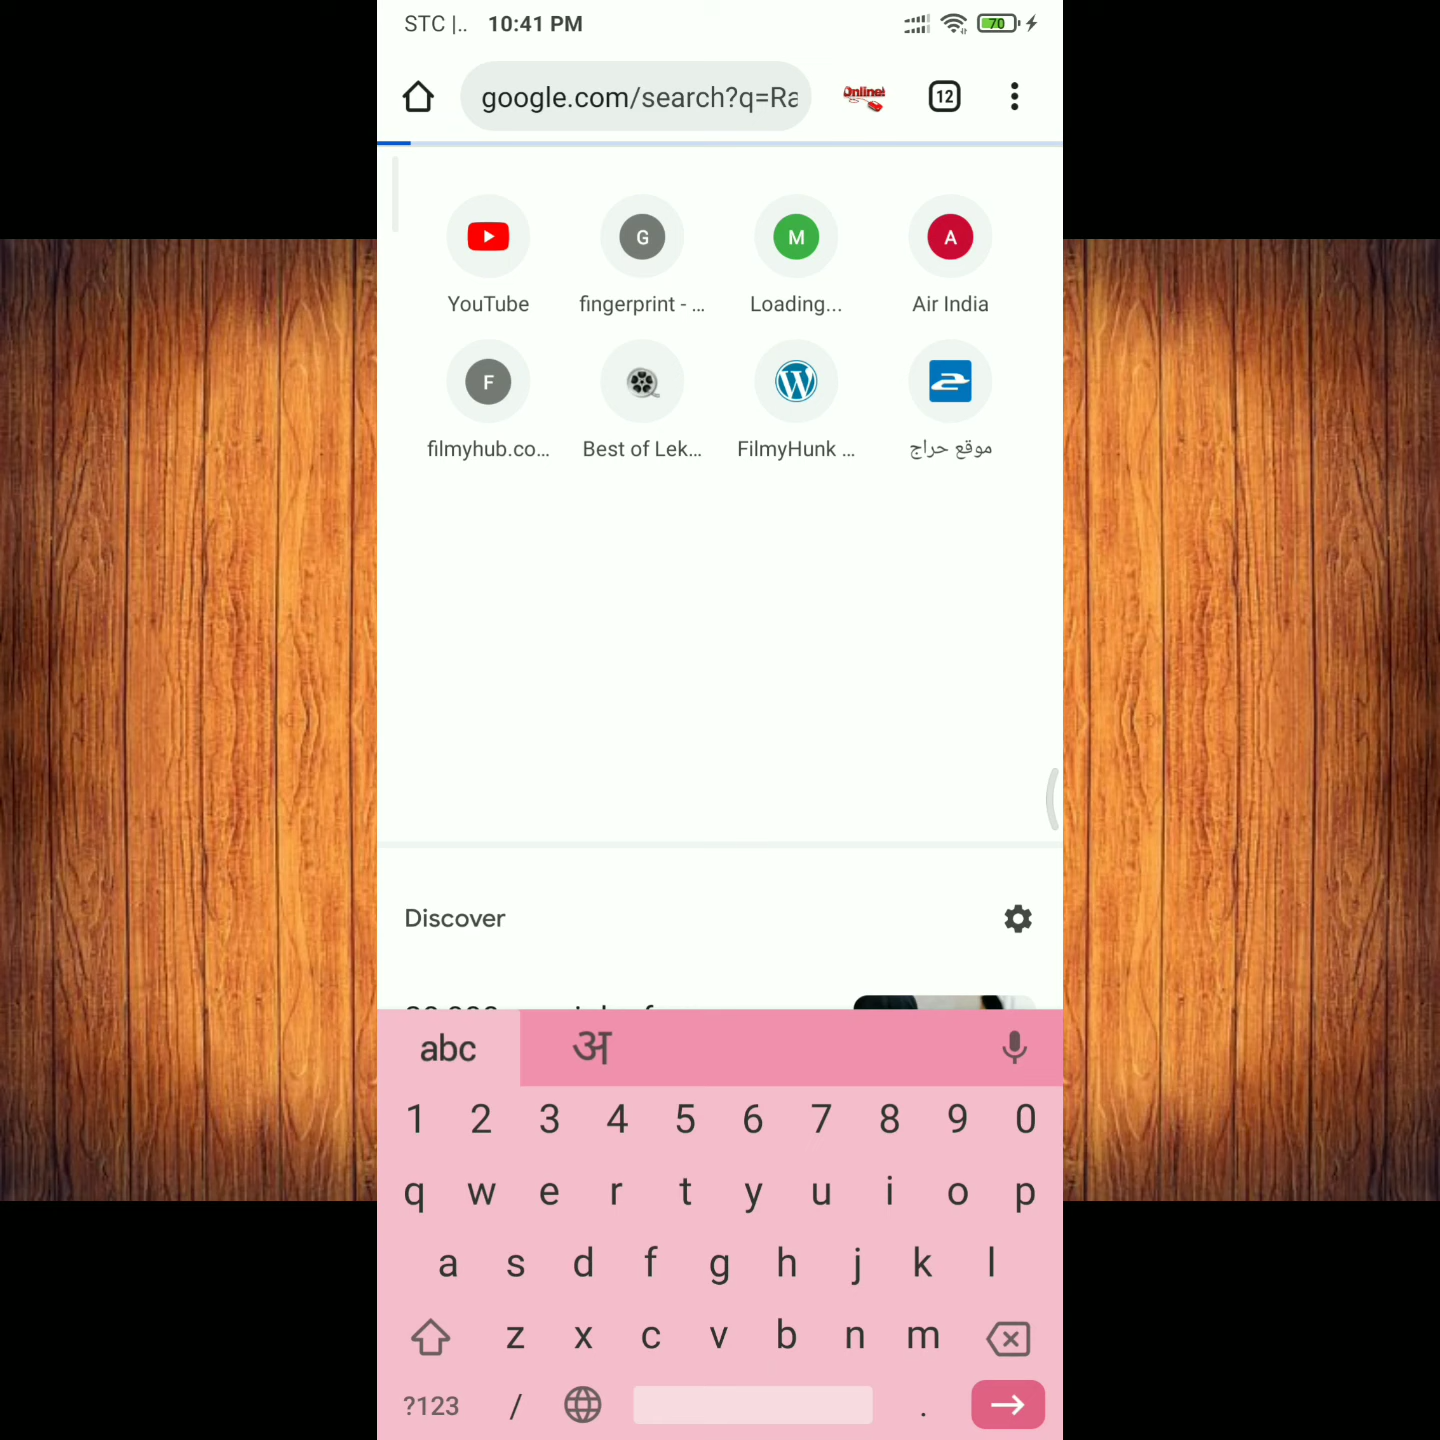 STC |.. 10:41 PM 70
google.com/search?q=Ra Online! 12
G M A
YouTube fingerprint - ... Loading... Air India
F
filmyhub.co... Best of Lek... FilmyHunk ... موقع حراج
Discover
abc अ
1 2 3 4 5 6 7 8 9 0
q w e r t y u i o p
a s d f g h j k l
z x c v b n m
?123 / .